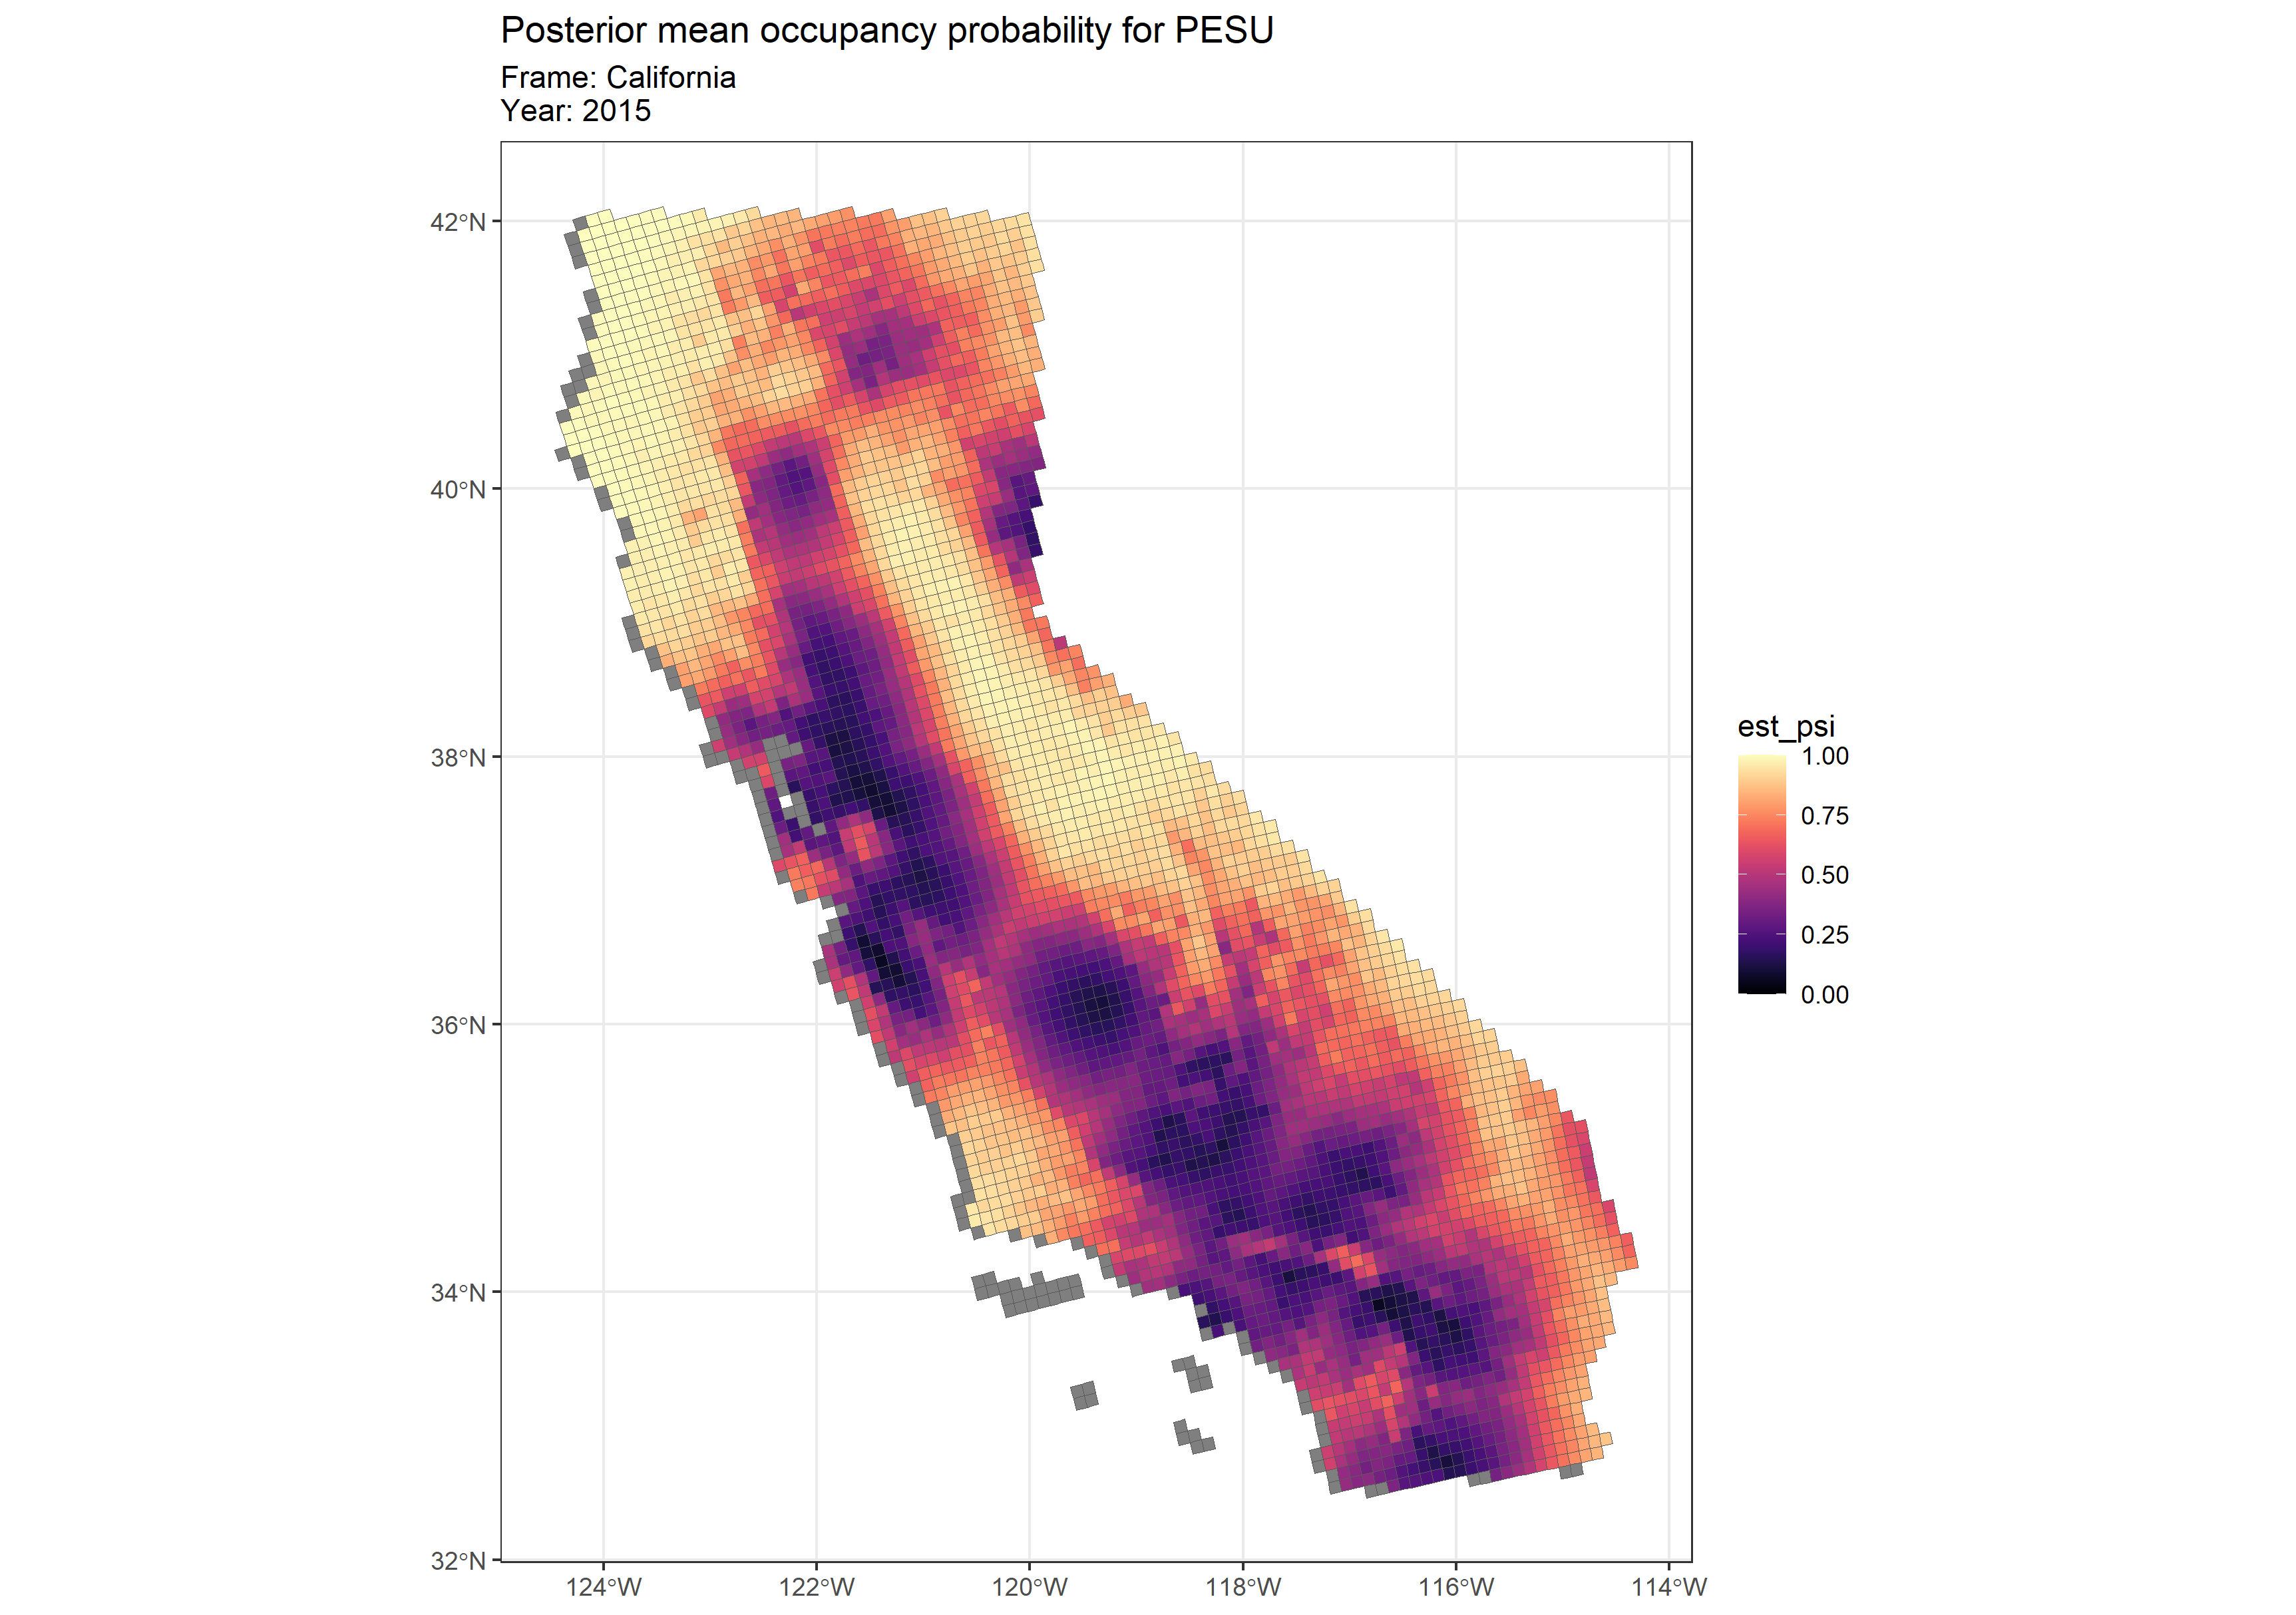 Posterior mean occupancy probability for PESU
Frame: California
Year: 2015
42°N
40°N
38°N
36°N
34°N
32°N
124°W
122°W
120°W
118°W
116°W
114°W
est_psi
1.00
0.75
0.50
0.25
0.00